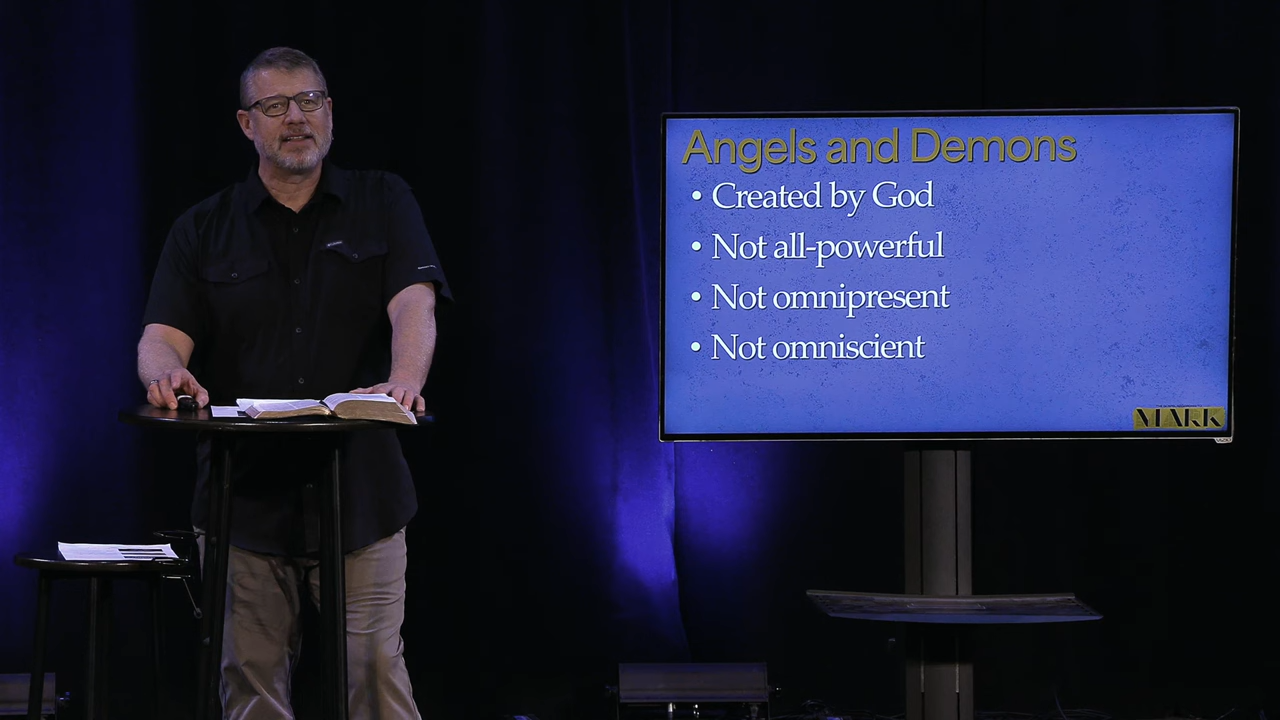 Angels and Demons
• Created by God
• Not all-powerful
• Not omnipresent
• Not omniscient
MARK